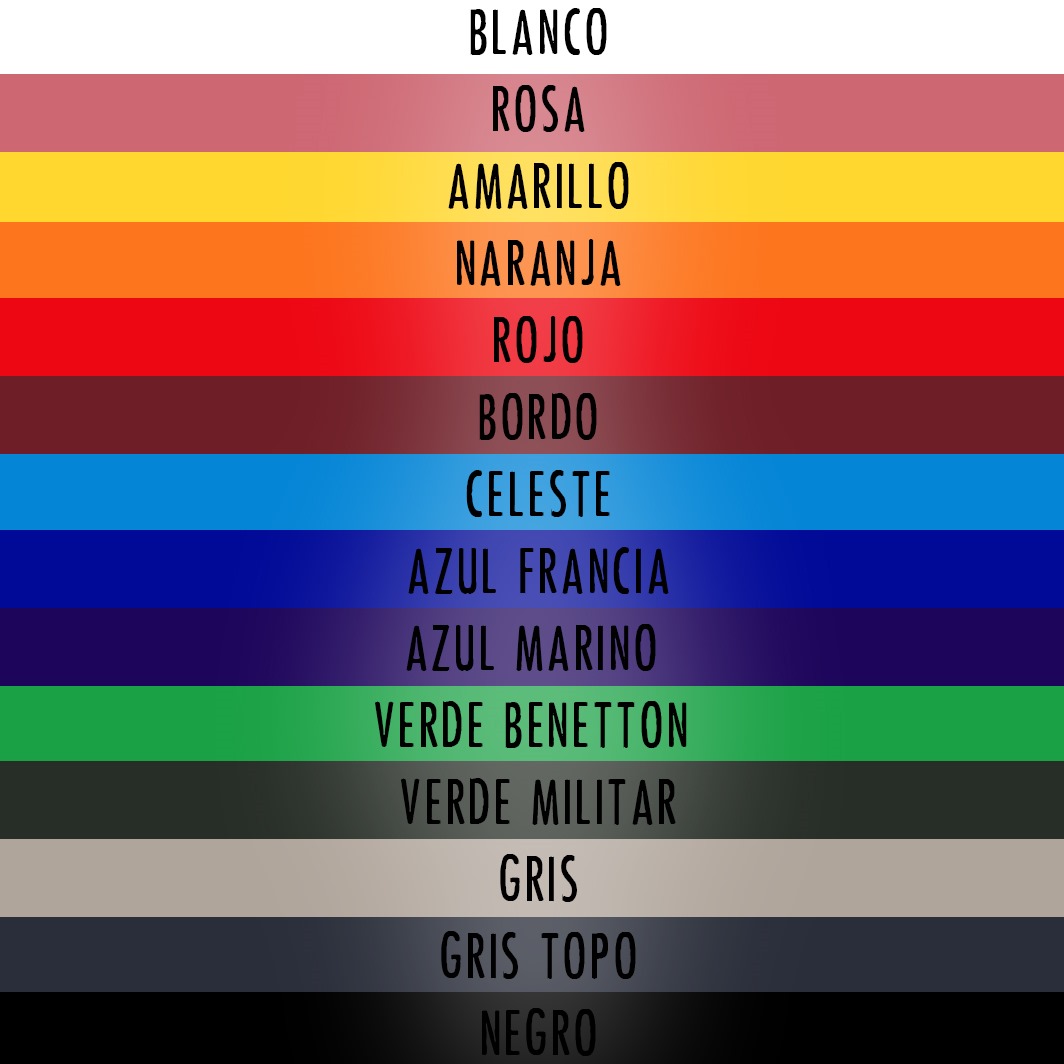 BLANCO
ROSA
AMARILLO
NARANJA
ROJO
BORDO
CELESTE
AZUL FRANCIA
AZUL MARINO
VERDE BENETTON
VERDE MILITAR
GRIS
GRIS TOPO
NEGRO